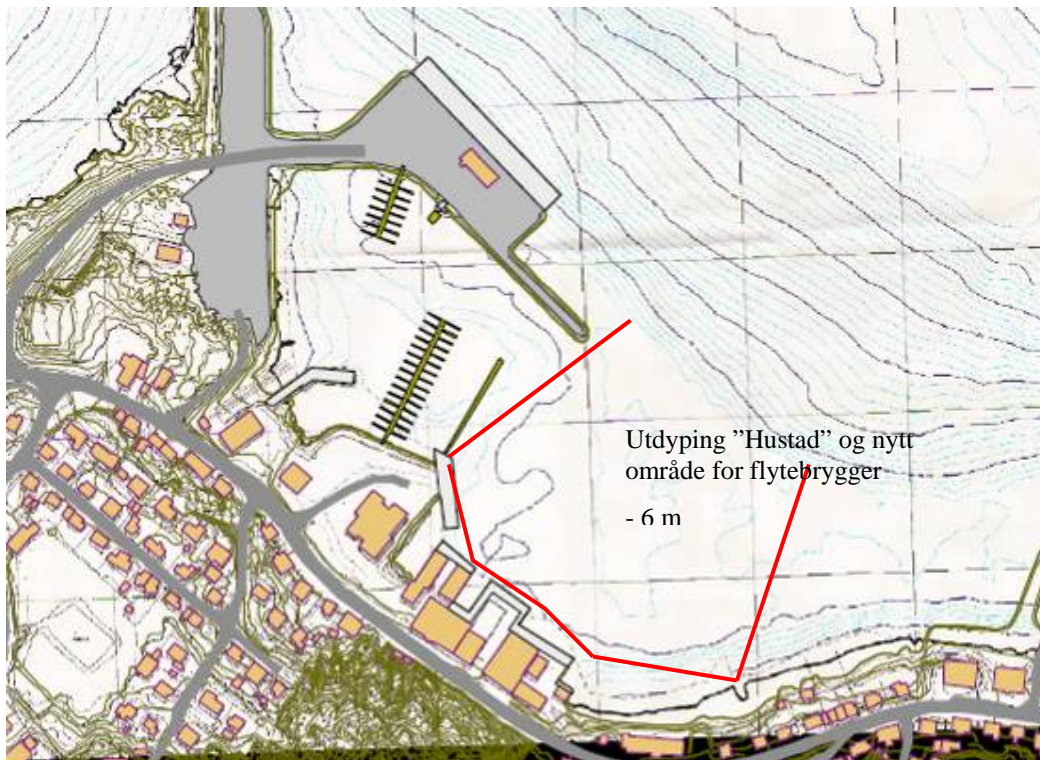 Utdyping ”Hustad” og nytt
område for flytebrygger
- 6 m